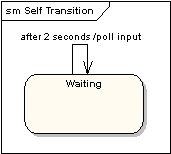 sm Self Transition
after 2 seconds /poll input
Waiting